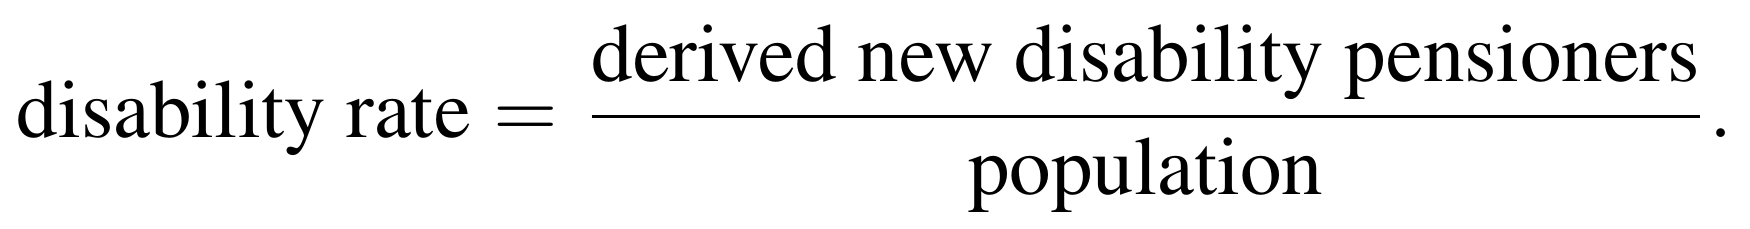 derived new disability pensioners
disability rate =
population
.